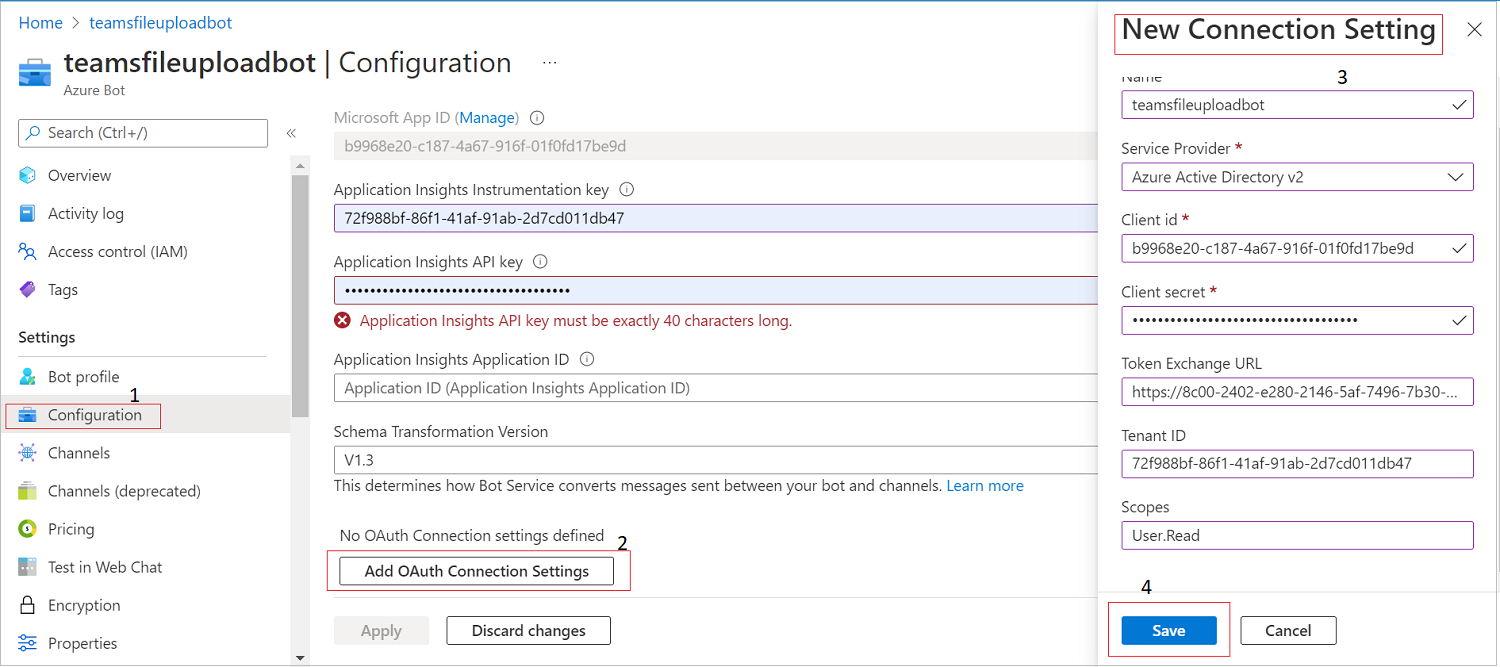 Home > teamsfileuploadbot
teamsfileuploadbot | Configuration ...
Azure Bot
Search (Ctrl+/)
«
Overview
Activity log
Access control (IAM)
Tags
Settings
Bot profile
1
Configuration
Channels
Channels (deprecated)
Pricing
Test in Web Chat
Encryption
Properties
Microsoft App ID (Manage)
b9968e20-c187-4a67-916f-01f0fd17be9d
Application Insights Instrumentation key
72f988bf-86f1-41af-91ab-2d7cd011db47
Application Insights API key
••••••••••••••••••••••••••••••••••••
Application Insights API key must be exactly 40 characters long.
Application Insights Application ID
Application ID (Application Insights Application ID)
Schema Transformation Version
V1.3
This determines how Bot Service converts messages sent between your bot and channels. Learn more
No OAuth Connection settings defined
2
Add OAuth Connection Settings
Apply
Discard changes
New Connection Setting
3
Name
teamsfileuploadbot
Service Provider *
Azure Active Directory v2
Client id *
b9968e20-c187-4a67-916f-01f0fd17be9d
Client secret *
••••••••••••••••••••••••••••••••••••
Token Exchange URL
https://8c00-2402-e280-2146-5af-7496-7b30-...
Tenant ID
72f988bf-86f1-41af-91ab-2d7cd011db47
Scopes
User.Read
4
Save
Cancel